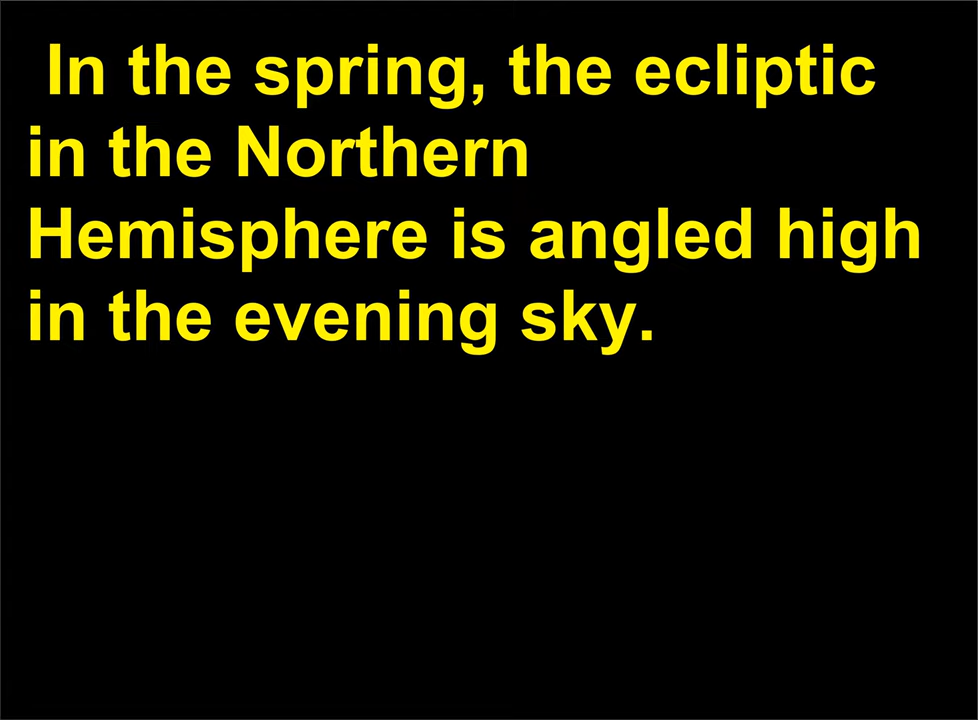 In the spring, the ecliptic
in the Northern
Hemisphere is angled high
in the evening sky.